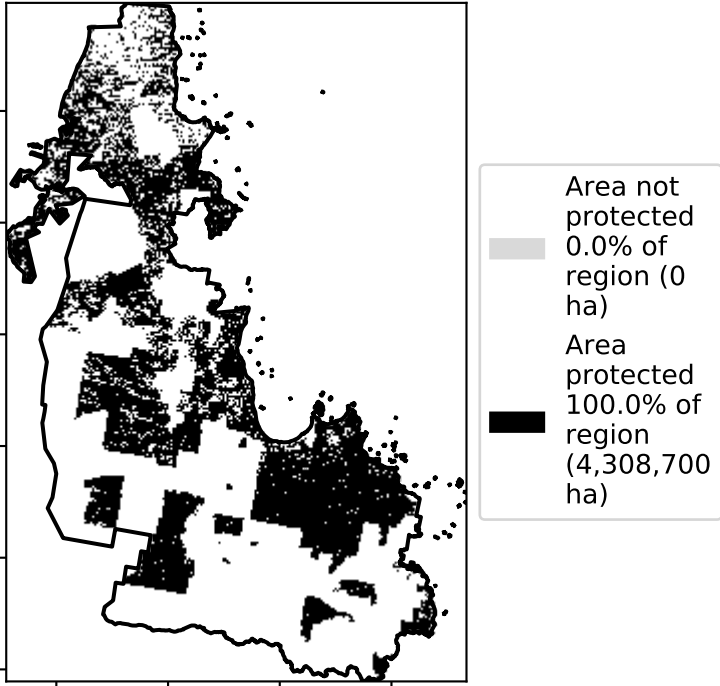 Area not
protected
0.0% of
region (0
ha)
Area
protected
100.0% of
region
(4,308,700
ha)